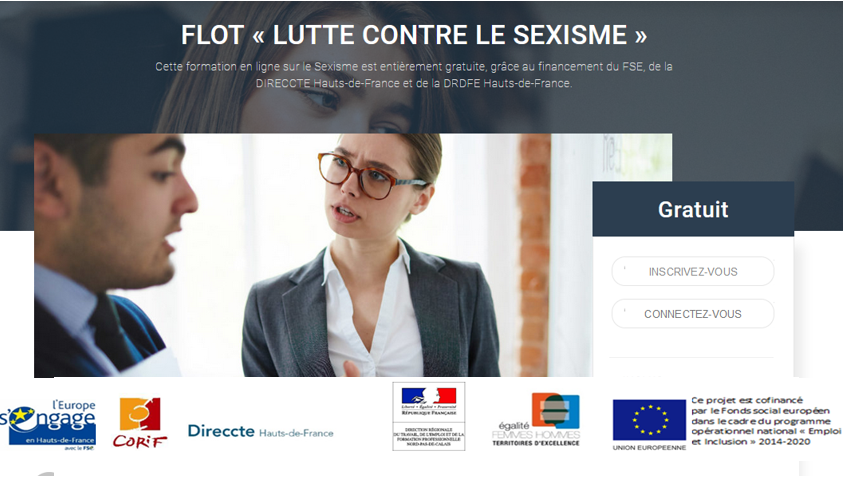 FLOT « LUTTE CONTRE LE SEXISME »
Cette formation en ligne sur le Sexisme est entièrement gratuite, grâce au financement du FSE, de la
DIRECCTE Hauts-de-France et de la DRDFE Hauts-de-France.
Gratuit
INSCRIVEZ-VOUS
CONNECTEZ-VOUS
l'Europe
s'engage
en Hauts-de-France
avec le FSE
CORIF
Direccte Hauts-de-France
Liberté • Égalité • Fraternité
RÉPUBLIQUE FRANÇAISE
DIRECTION RÉGIONALE
DU TRAVAIL, DE L'EMPLOI ET DE LA
FORMATION PROFESSIONNELLE
NORD-PAS-DE-CALAIS
égalité
FEMMES HOMMES
TERRITOIRES D'EXCELLENCE
UNION EUROPEENNE
Ce projet est cofinancé
par le Fonds social européen
dans le cadre du programme
opérationnel national « Emploi
et Inclusion » 2014-2020